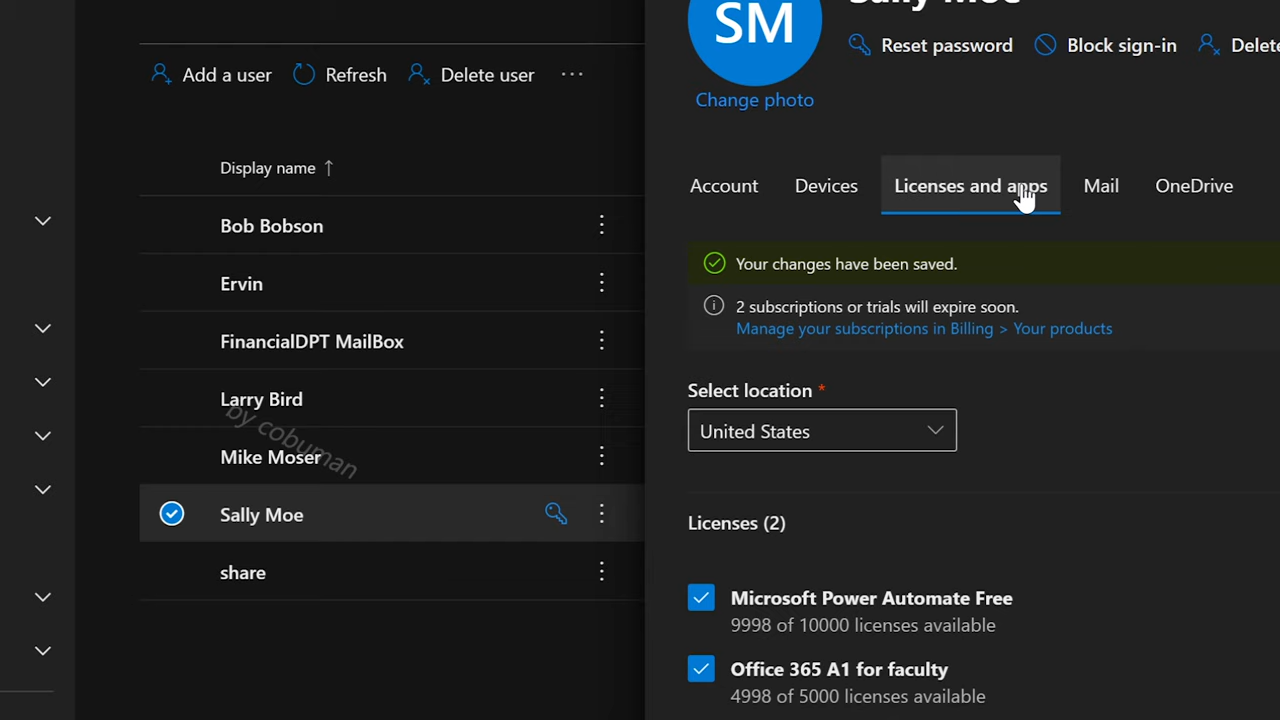 Add a user
Refresh
Delete user
Display name ↑
Bob Bobson
Ervin
FinancialDPT MailBox
Larry Bird
by cobuman
Mike Moser
Sally Moe
share
Sally Moe
SM
Reset password
Block sign-in
Delete
Change photo
Account
Devices
Licenses and apps
Mail
OneDrive
Your changes have been saved.
2 subscriptions or trials will expire soon.
Manage your subscriptions in Billing > Your products
Select location *
United States
Licenses (2)
Microsoft Power Automate Free
9998 of 10000 licenses available
Office 365 A1 for faculty
4998 of 5000 licenses available